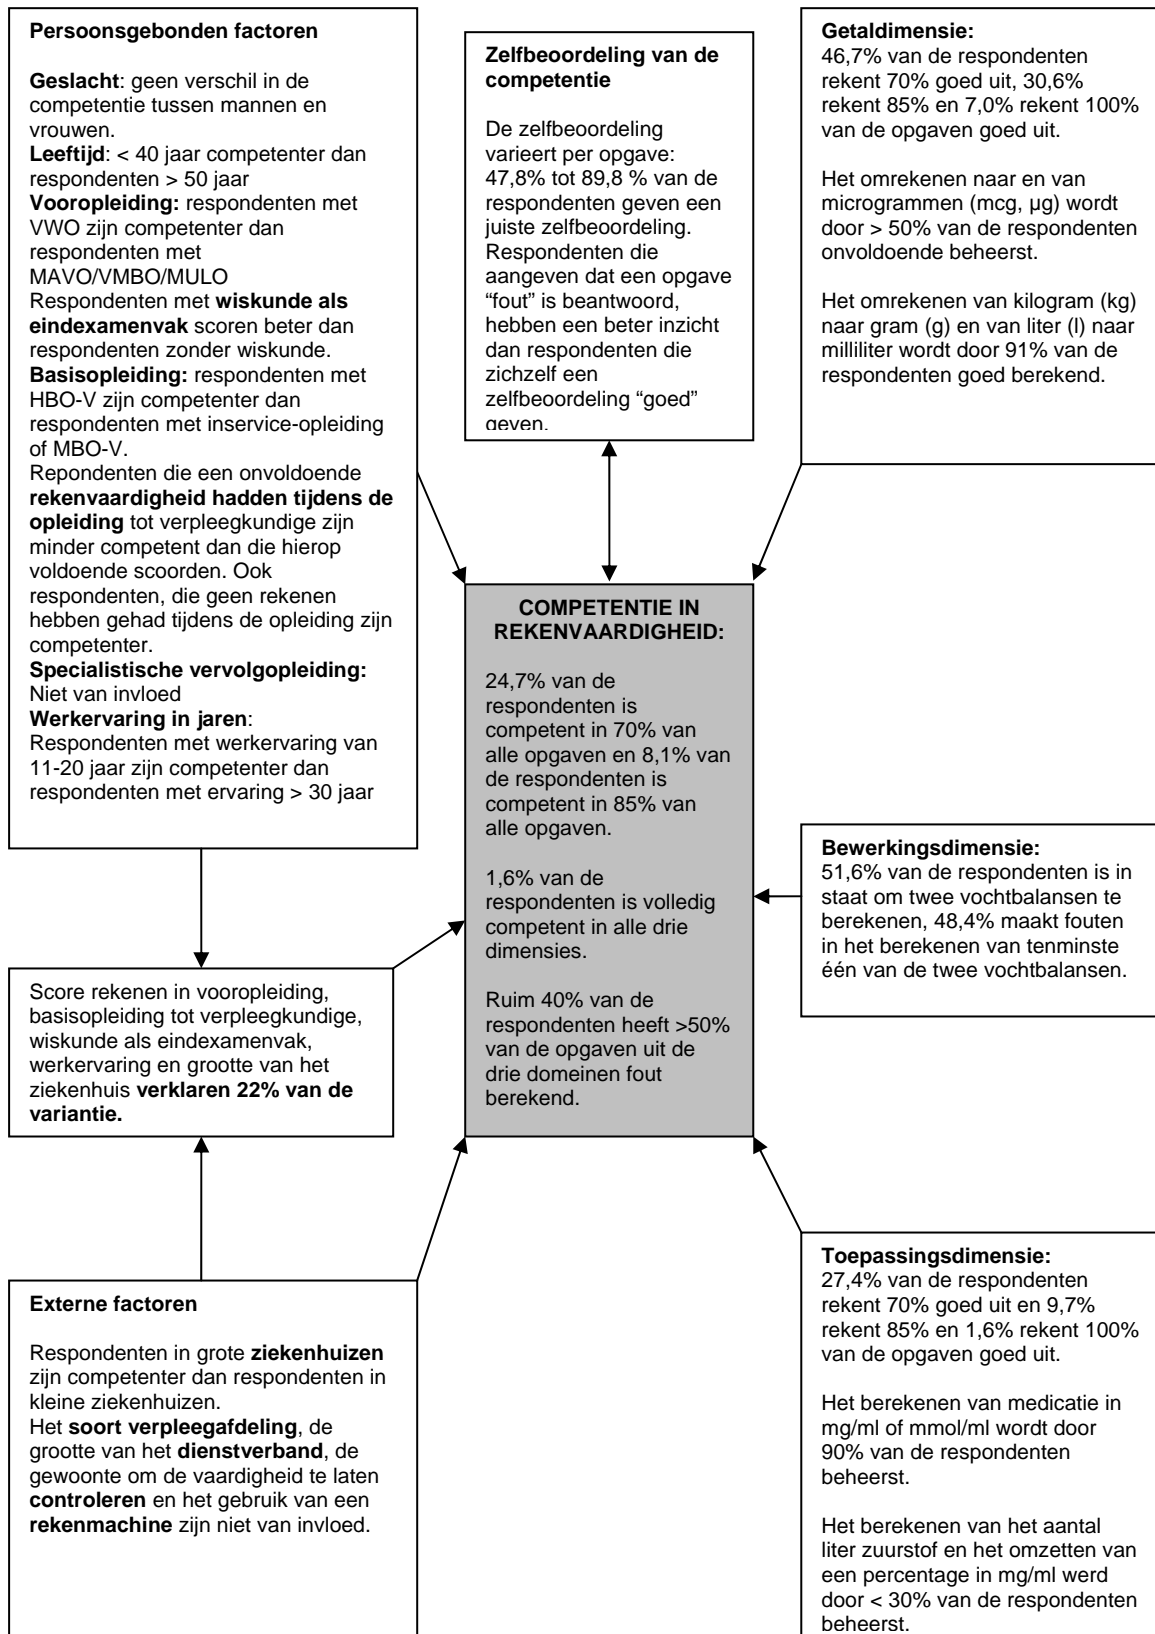 Persoonsgebonden factoren
Geslacht: geen verschil in de
competentie tussen mannen en
vrouwen.
Leeftijd: < 40 jaar competenter dan
respondenten > 50 jaar
Vooropleiding: respondenten met
VWO zijn competenter dan
respondenten met
MAVO/VMBO/MULO
Respondenten met wiskunde als
eindexamenvak scoren beter dan
respondenten zonder wiskunde.
Basisopleiding: respondenten met
HBO-V zijn competenter dan
respondenten met inservice-opleiding
of MBO-V.
Repondenten die een onvoldoende
rekenvaardigheid hadden tijdens de
opleiding tot verpleegkundige zijn
minder competent dan die hierop
voldoende scoorden. Ook
respondenten, die geen rekenen
hebben gehad tijdens de opleiding zijn
competenter.
Specialistische vervolgopleiding:
Niet van invloed
Werkervaring in jaren:
Respondenten met werkervaring van
11-20 jaar zijn competenter dan
respondenten met ervaring > 30 jaar
Zelfbeoordeling van de
competentie
De zelfbeoordeling
varieert per opgave:
47,8% tot 89,8 % van de
respondenten geven een
juiste zelfbeoordeling.
Respondenten die
aangeven dat een opgave
“fout” is beantwoord,
hebben een beter inzicht
dan respondenten die
zichzelf een
zelfbeoordeling “goed”
geven.
Getaldimensie:
46,7% van de respondenten
rekent 70% goed uit, 30,6%
rekent 85% en 7,0% rekent 100%
van de opgaven goed uit.
Het omrekenen naar en van
microgrammen (mcg, µg) wordt
door > 50% van de respondenten
onvoldoende beheerst.
Het omrekenen van kilogram (kg)
naar gram (g) en van liter (l) naar
milliliter wordt door 91% van de
respondenten goed berekend.
COMPETENTIE IN
REKENVAARDIGHEID:
24,7% van de
respondenten is
competent in 70% van
alle opgaven en 8,1% van
de respondenten is
competent in 85% van
alle opgaven.
1,6% van de
respondenten is volledig
competent in alle drie
dimensies.
Ruim 40% van de
respondenten heeft >50%
van de opgaven uit de
drie domeinen fout
berekend.
Bewerkingsdimensie:
51,6% van de respondenten is in
staat om twee vochtbalansen te
berekenen, 48,4% maakt fouten
in het berekenen van tenminste
één van de twee vochtbalansen.
Score rekenen in vooropleiding,
basisopleiding tot verpleegkundige,
wiskunde als eindexamenvak,
werkervaring en grootte van het
ziekenhuis verklaren 22% van de
variantie.
Externe factoren
Respondenten in grote ziekenhuizen
zijn competenter dan respondenten in
kleine ziekenhuizen.
Het soort verpleegafdeling, de
grootte van het dienstverband, de
gewoonte om de vaardigheid te laten
controleren en het gebruik van een
rekenmachine zijn niet van invloed.
Toepassingsdimensie:
27,4% van de respondenten
rekent 70% goed uit en 9,7%
rekent 85% en 1,6% rekent 100%
van de opgaven goed uit.
Het berekenen van medicatie in
mg/ml of mmol/ml wordt door
90% van de respondenten
beheerst.
Het berekenen van het aantal
liter zuurstof en het omzetten van
een percentage in mg/ml werd
door < 30% van de respondenten
beheerst.